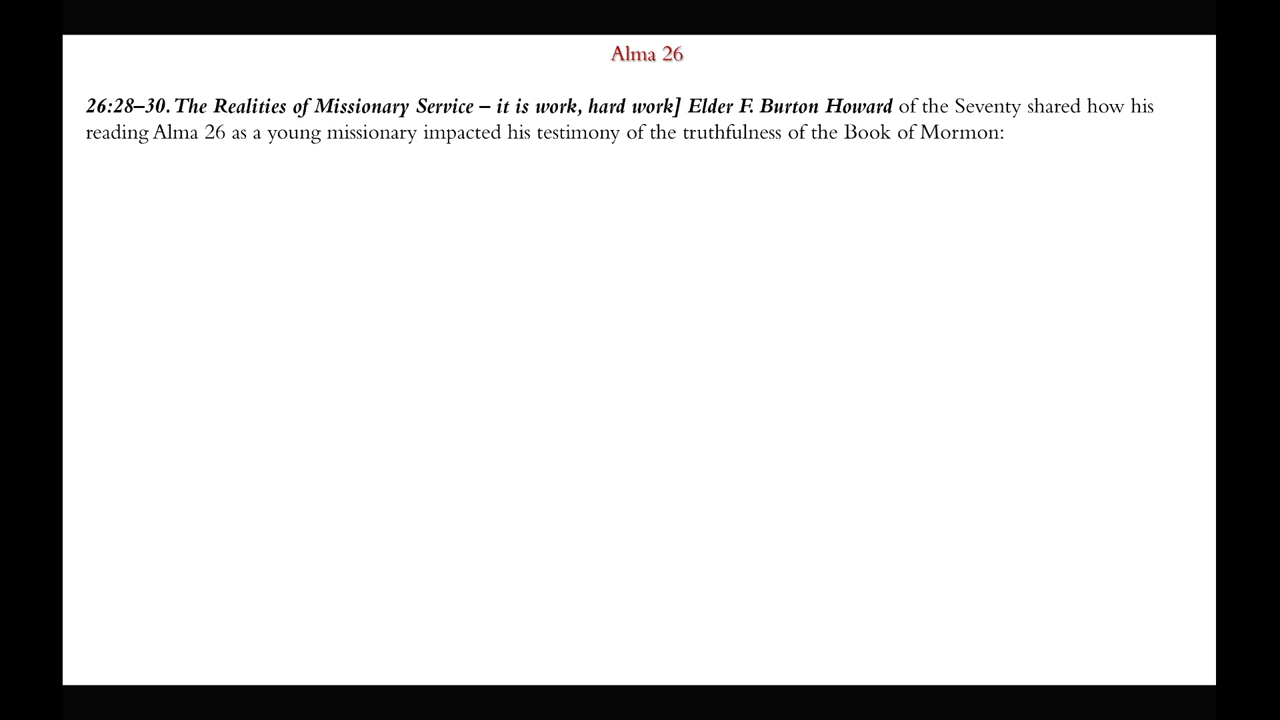 Alma 26
26:28–30. The Realities of Missionary Service – it is work, hard work] Elder F. Burton Howard of the Seventy shared how his
reading Alma 26 as a young missionary impacted his testimony of the truthfulness of the Book of Mormon: